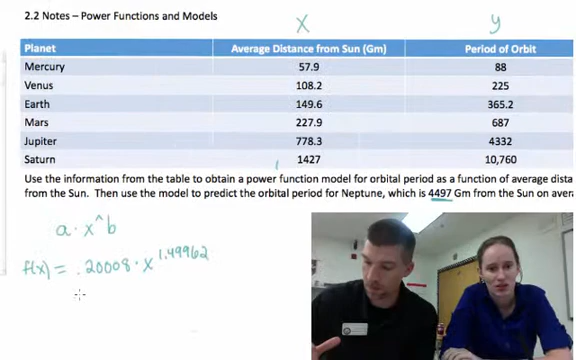 2.2 Notes – Power Functions and Models
x y
Planet Average Distance from Sun (Gm) Period of Orbit
Mercury 57.9 88
Venus 108.2 225
Earth 149.6 365.2
Mars 227.9 687
Jupiter 778.3 4332
Saturn 1427 10,760
Use the information from the table to obtain a power function model for orbital period as a function of average dista
from the Sun. Then use the model to predict the orbital period for Neptune, which is 4497 Gm from the Sun on avera
a · x^b
f(x) = .20008 · x^1.49962